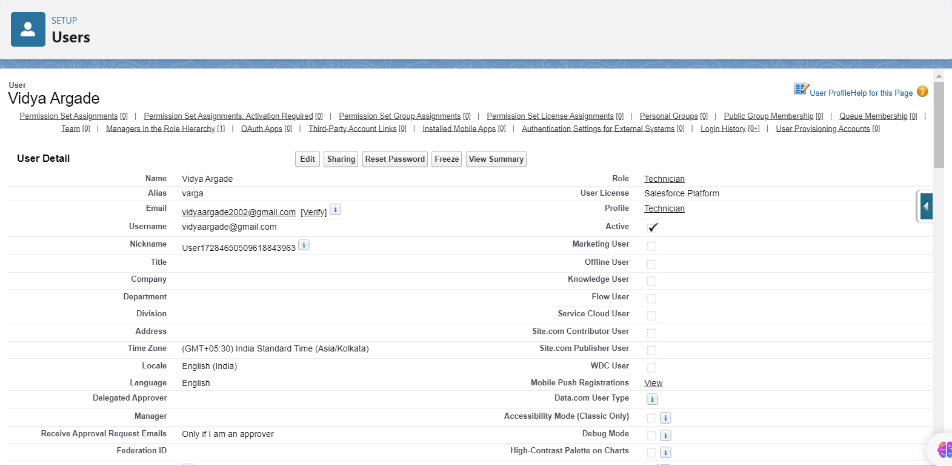 SETUP
Users
User
Vidya Argade
User Profile Help for this Page
Permission Set Assignments [0] | Permission Set Assignments: Activation Required [0] | Permission Set Group Assignments [0] | Permission Set License Assignments [0] | Personal Groups [0] | Public Group Membership [0] | Queue Membership [0] |
Team [0] | Managers in the Role Hierarchy [1] | OAuth Apps [0] | Third-Party Account Links [0] | Installed Mobile Apps [0] | Authentication Settings for External Systems [0] | Login History [0+] | User Provisioning Accounts [0]
User Detail Edit Sharing Reset Password Freeze View Summary
Name Vidya Argade Role Technician
Alias varga User License Salesforce Platform
Email vidyaargade2002@gmail.com [Verify] i Profile Technician
Username vidyaargade@gmail.com Active
Nickname User17284650509618843963 i Marketing User
Title Offline User
Company Knowledge User
Department Flow User
Division Service Cloud User
Address Site.com Contributor User
Time Zone (GMT+05:30) India Standard Time (Asia/Kolkata) Site.com Publisher User
Locale English (India) WDC User
Language English Mobile Push Registrations View
Delegated Approver Data.com User Type i
Manager Accessibility Mode (Classic Only) i
Receive Approval Request Emails Only if I am an approver Debug Mode i
Federation ID High-Contrast Palette on Charts i